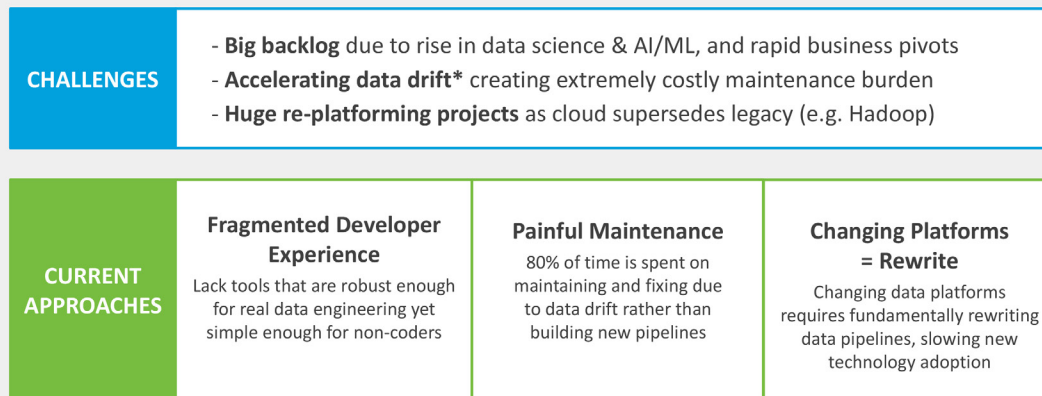 CHALLENGES
- Big backlog due to rise in data science & AI/ML, and rapid business pivots
- Accelerating data drift* creating extremely costly maintenance burden
- Huge re-platforming projects as cloud supersedes legacy (e.g. Hadoop)
CURRENT
APPROACHES
Fragmented Developer
Experience
Lack tools that are robust enough
for real data engineering yet
simple enough for non-coders
Painful Maintenance
80% of time is spent on
maintaining and fixing due
to data drift rather than
building new pipelines
Changing Platforms
= Rewrite
Changing data platforms
requires fundamentally rewriting
data pipelines, slowing new
technology adoption